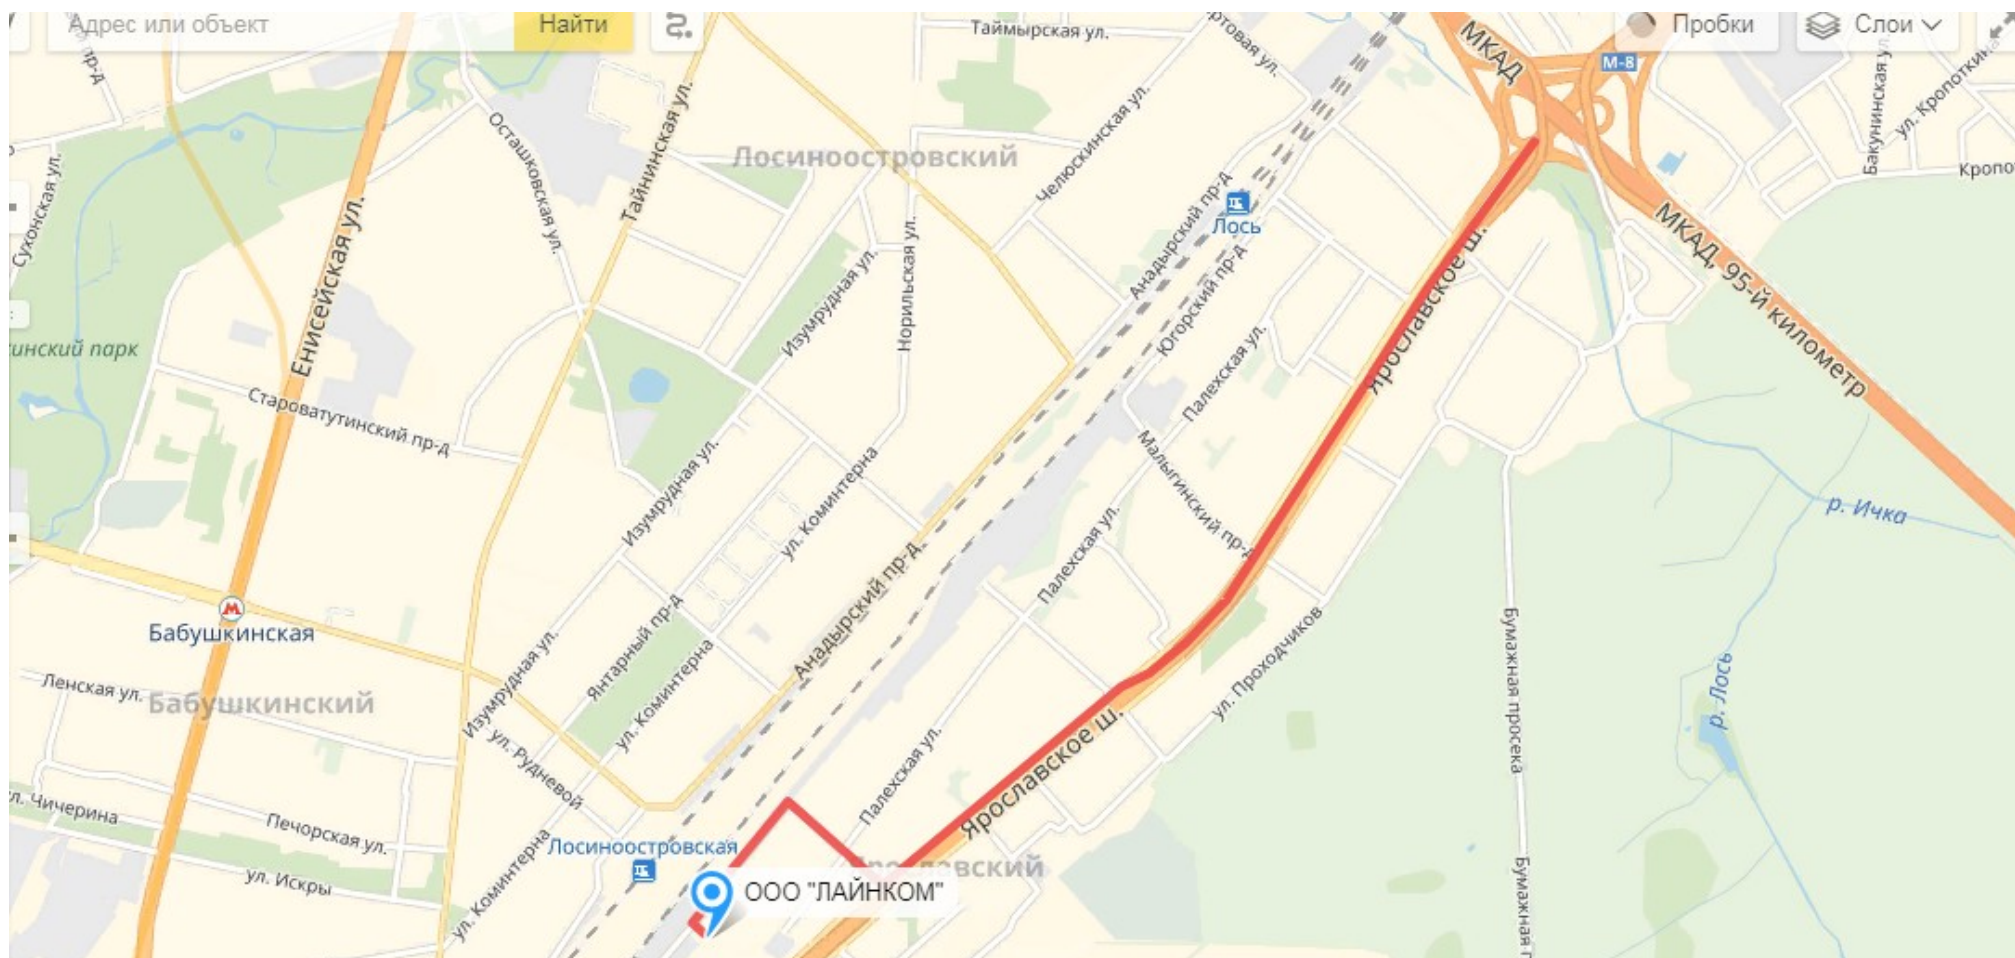 Адрес или объект
Найти
Пробки
Слои
Таймырская ул.
МКАД
М-8
Бакунинская ул.
ул. Кропоткина
пр-д
Осташковская ул.
Тайнинская ул.
Лосиноостровский
Челюскинская ул.
Сухонская ул.
Енисейская ул.
Изумрудная ул.
Норильская ул.
Анадырский пр-д
Лось
Югорский пр-д
Ярославское ш.
МКАД, 95-й километр
Староватутинский пр-д
Палехская ул.
Малыгинский пр-д
Изумрудная ул.
ул. Коминтерна
р. Ичка
Палехская ул.
Анадырский пр-д
Бабушкинская
Янтарный пр-д
ул. Проходчиков
Бумажная просека
р. Лось
Ленская ул.
Бабушкинский
Изумрудная ул.
ул. Коминтерна
ул. Рудневой
Палехская ул.
Ярославское ш.
Чичерина
Печорская ул.
Лосиноостровская
ул. Искры
ул. Коминтерна
ООО "ЛАЙНКОМ"
Бумажная